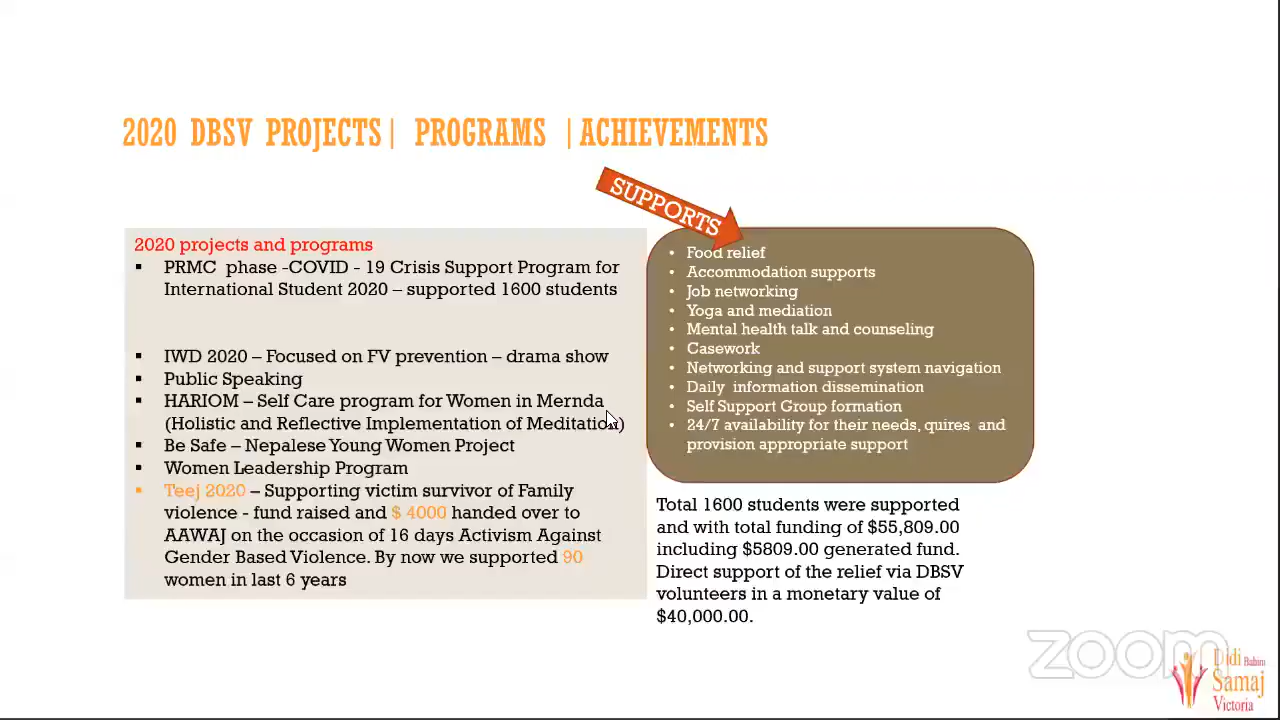 2020 DBSV PROJECTS| PROGRAMS |ACHIEVEMENTS
SUPPORTS
2020 projects and programs
▪ PRMC phase -COVID - 19 Crisis Support Program for
International Student 2020 – supported 1600 students
▪ IWD 2020 – Focused on FV prevention – drama show
▪ Public Speaking
▪ HARIOM – Self Care program for Women in Mernda
(Holistic and Reflective Implementation of Meditation)
▪ Be Safe – Nepalese Young Women Project
▪ Women Leadership Program
▪ Teej 2020 – Supporting victim survivor of Family
violence - fund raised and $ 4000 handed over to
AAWAJ on the occasion of 16 days Activism Against
Gender Based Violence. By now we supported 90
women in last 6 years
• Food relief
• Accommodation supports
• Job networking
• Yoga and mediation
• Mental health talk and counseling
• Casework
• Networking and support system navigation
• Daily information dissemination
• Self Support Group formation
• 24/7 availability for their needs, quires and
provision appropriate support
Total 1600 students were supported
and with total funding of $55,809.00
including $5809.00 generated fund.
Direct support of the relief via DBSV
volunteers in a monetary value of
$40,000.00.
zoom
Didi Bahini
Samaj
Victoria